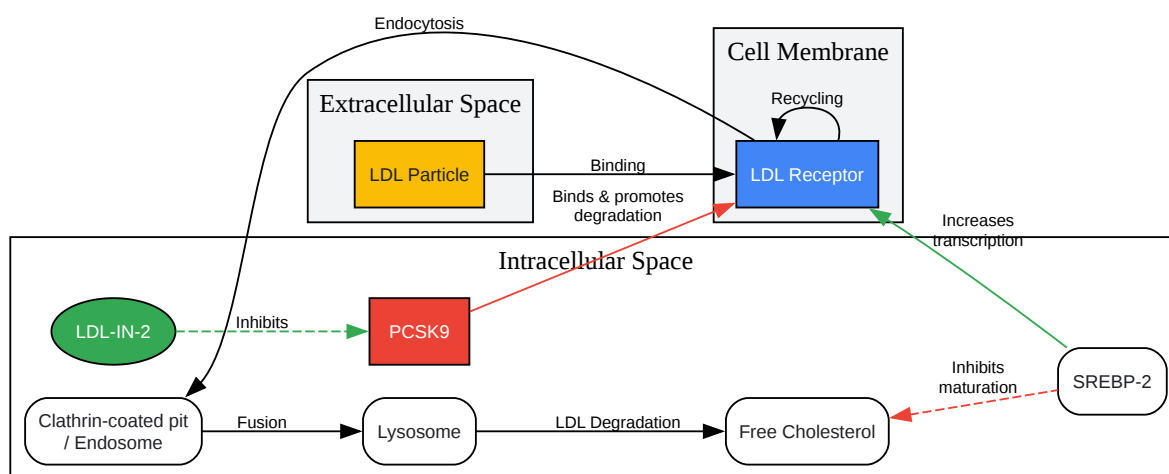 Endocytosis
Cell Membrane
Extracellular Space
Recycling
LDL Particle
Binding
LDL Receptor
Binds & promotes
degradation
Increases
transcription
Intracellular Space
LDL-IN-2
Inhibits
PCSK9
Inhibits
maturation
SREBP-2
Clathrin-coated pit
/ Endosome
Fusion
Lysosome
LDL Degradation
Free Cholesterol